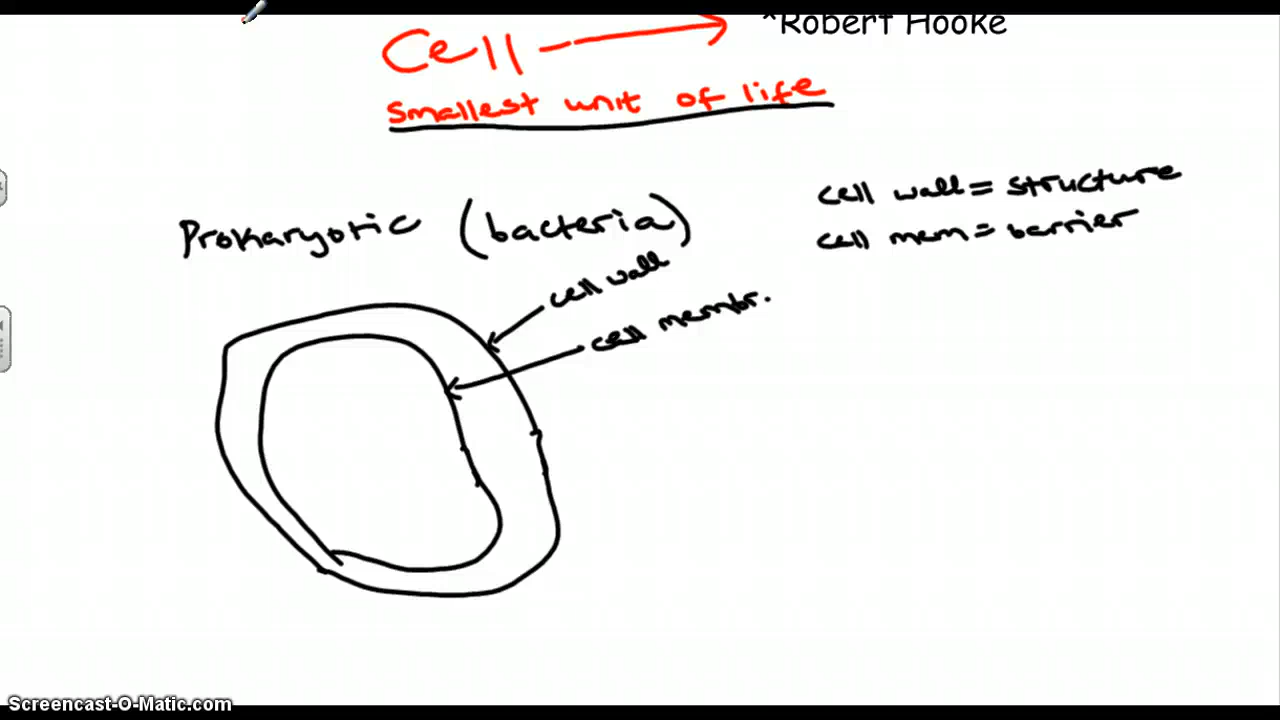 *Robert Hooke
Cell
smallest unit of life
cell wall = structure
cell mem = barrier
Prokaryotic (bacteria)
cell wall
cell membr.
Screencast-O-Matic.com